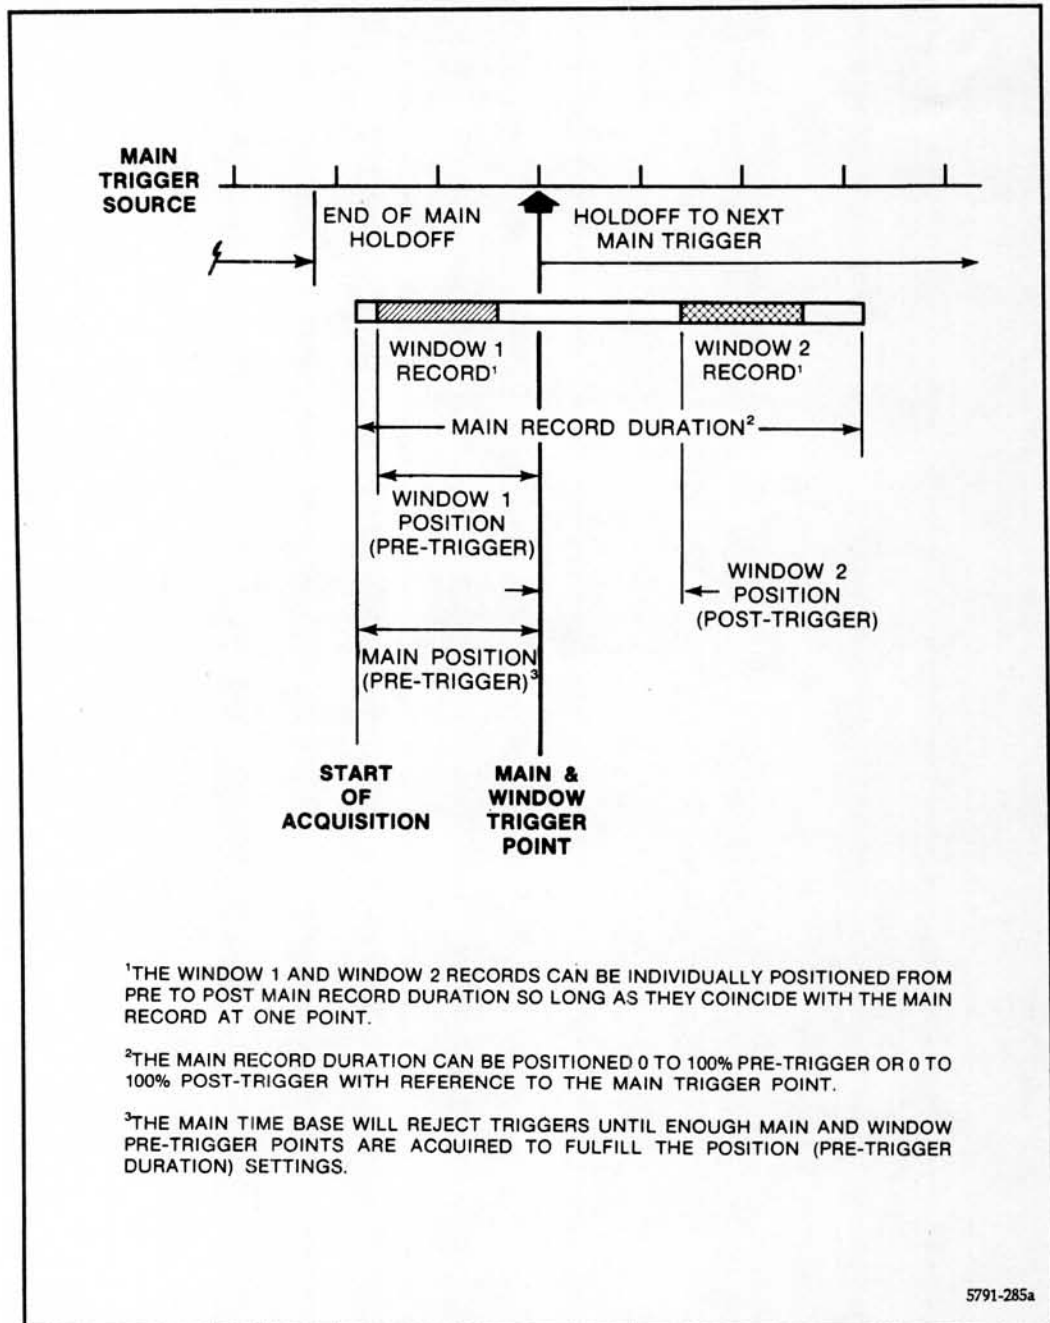 MAIN
TRIGGER
SOURCE
END OF MAIN
HOLDOFF
HOLDOFF TO NEXT
MAIN TRIGGER
WINDOW 1
RECORD¹
WINDOW 2
RECORD¹
MAIN RECORD DURATION²
WINDOW 1
POSITION
(PRE-TRIGGER)
WINDOW 2
POSITION
(POST-TRIGGER)
MAIN POSITION
(PRE-TRIGGER)³
START
OF
ACQUISITION
MAIN &
WINDOW
TRIGGER
POINT
¹THE WINDOW 1 AND WINDOW 2 RECORDS CAN BE INDIVIDUALLY POSITIONED FROM
PRE TO POST MAIN RECORD DURATION SO LONG AS THEY COINCIDE WITH THE MAIN
RECORD AT ONE POINT.
²THE MAIN RECORD DURATION CAN BE POSITIONED 0 TO 100% PRE-TRIGGER OR 0 TO
100% POST-TRIGGER WITH REFERENCE TO THE MAIN TRIGGER POINT.
³THE MAIN TIME BASE WILL REJECT TRIGGERS UNTIL ENOUGH MAIN AND WINDOW
PRE-TRIGGER POINTS ARE ACQUIRED TO FULFILL THE POSITION (PRE-TRIGGER
DURATION) SETTINGS.
5791-285a